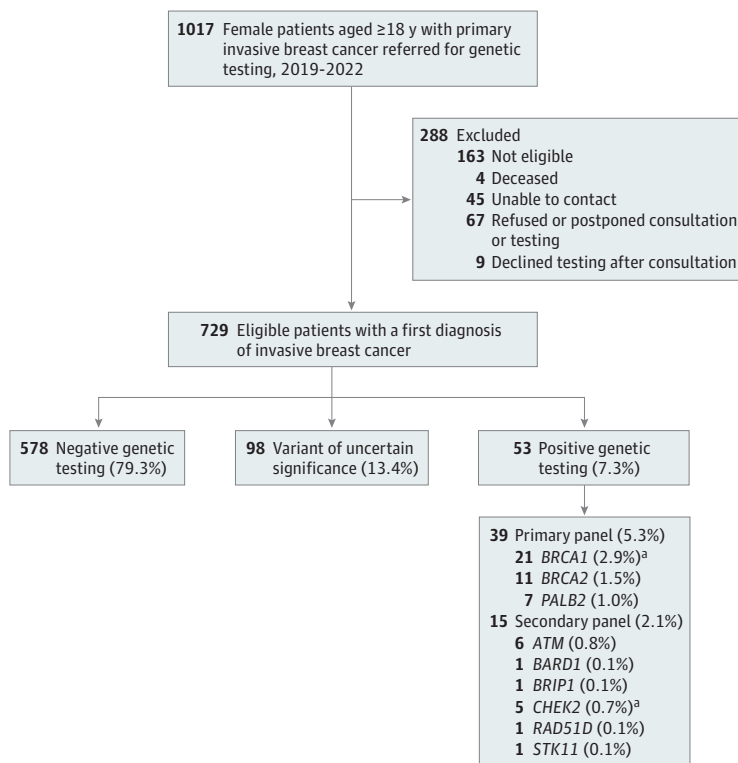 1017 Female patients aged ≥18 y with primary
invasive breast cancer referred for genetic
testing, 2019-2022
288 Excluded
163 Not eligible
4 Deceased
45 Unable to contact
67 Refused or postponed consultation
or testing
9 Declined testing after consultation
729 Eligible patients with a first diagnosis
of invasive breast cancer
578 Negative genetic
testing (79.3%)
98 Variant of uncertain
significance (13.4%)
53 Positive genetic
testing (7.3%)
39 Primary panel (5.3%)
21 BRCA1 (2.9%)a
11 BRCA2 (1.5%)
7 PALB2 (1.0%)
15 Secondary panel (2.1%)
6 ATM (0.8%)
1 BARD1 (0.1%)
1 BRIP1 (0.1%)
5 CHEK2 (0.7%)a
1 RAD51D (0.1%)
1 STK11 (0.1%)